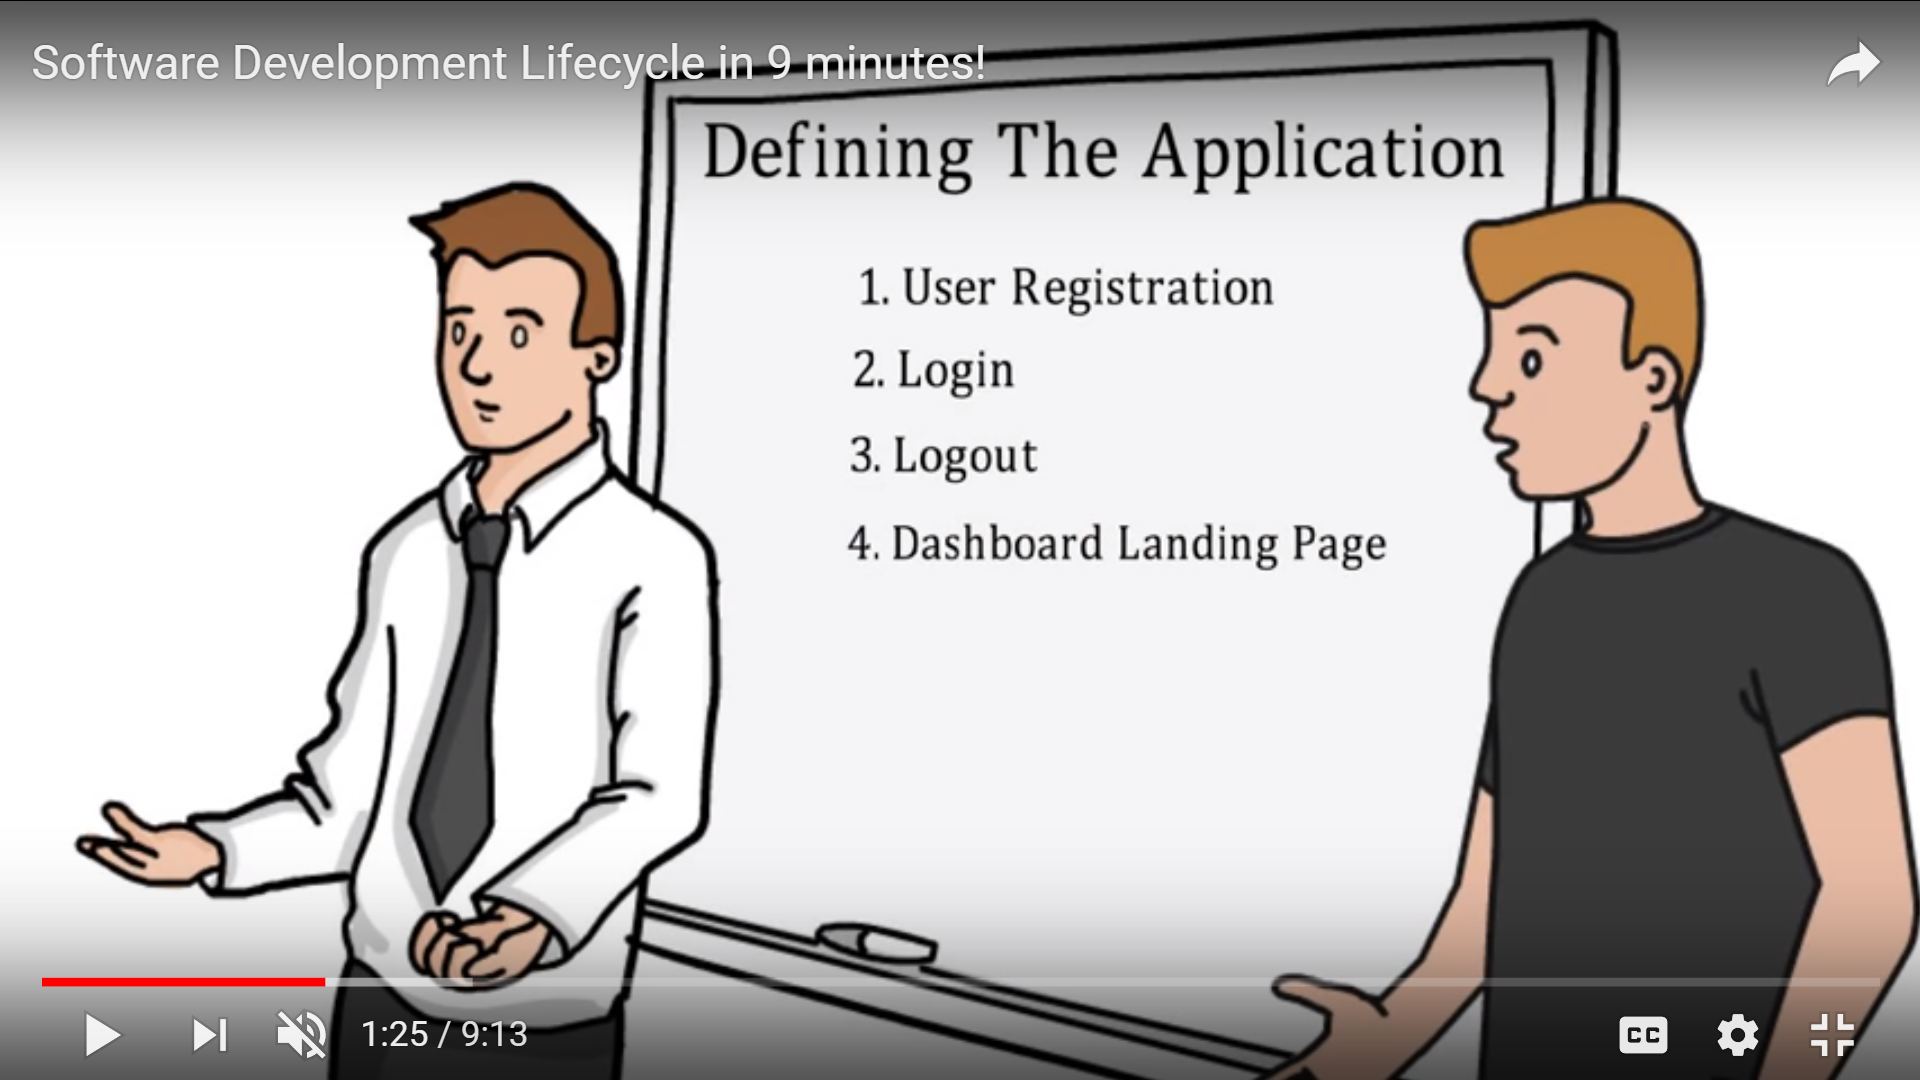 Software Development Lifecycle in 9 minutes!
Defining The Application
1. User Registration
2. Login
3. Logout
4. Dashboard Landing Page
1:25 / 9:13
CC